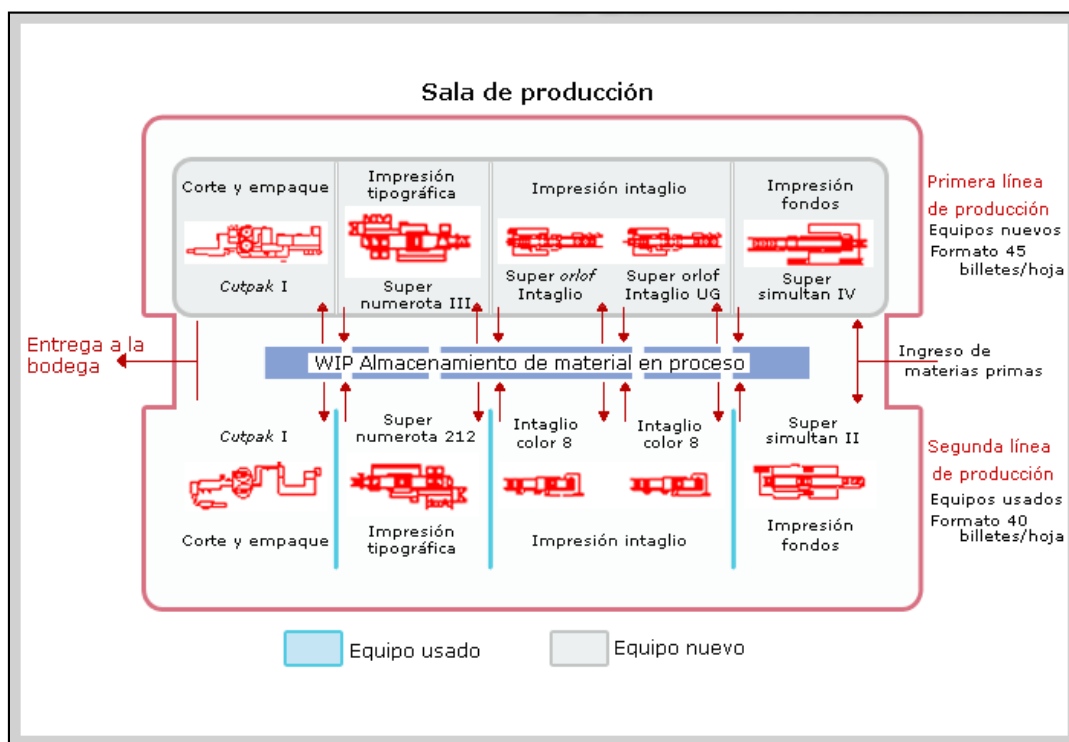 Sala de producción
Corte y empaque
Impresión
tipográfica
Impresión intaglio
Impresión
fondos
Cutpak I
Super
numerota III
Super orlof
Intaglio
Super orlof
Intaglio UG
Super
simultan IV
Primera línea
de producción
Equipos nuevos
Formato 45
billetes/hoja
Entrega a la
bodega
WIP Almacenamiento de material en proceso
Ingreso de
materias primas
Cutpak I
Super
numerota 212
Intaglio
color 8
Intaglio
color 8
Super
simultan II
Corte y empaque
Impresión
tipográfica
Impresión intaglio
Impresión
fondos
Segunda línea
de producción
Equipos usados
Formato 40
billetes/hoja
Equipo usado
Equipo nuevo